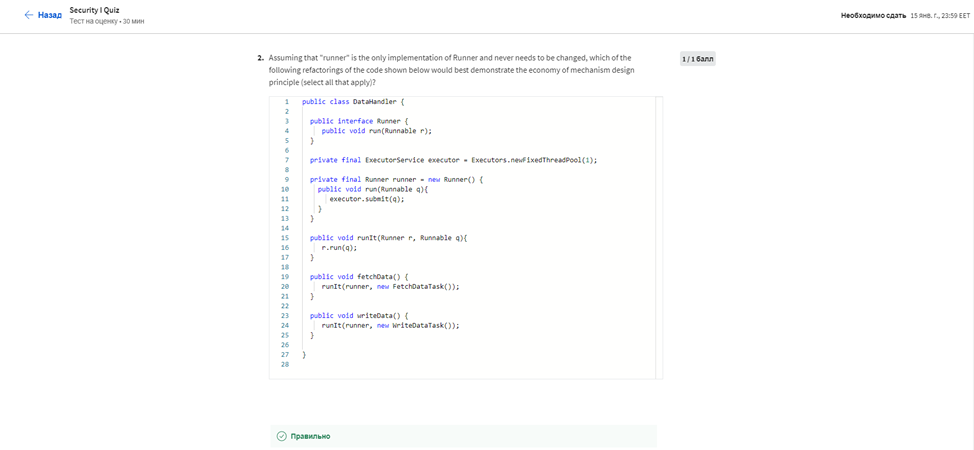 Назад
Security I Quiz
Тест на оценку • 30 мин
Необходимо сдать 15 янв. г., 23:59 EET
2. Assuming that "runner" is the only implementation of Runner and never needs to be changed, which of the
following refactorings of the code shown below would best demonstrate the economy of mechanism design
principle (select all that apply)?
1 / 1 балл
1 public class DataHandler {
2
3 public interface Runner {
4 public void run(Runnable r);
5 }
6
7 private final ExecutorService executor = Executors.newFixedThreadPool(1);
8
9 private final Runner runner = new Runner() {
10 public void run(Runnable q){
11 executor.submit(q);
12 }
13 }
14
15 public void runIt(Runner r, Runnable q){
16 r.run(q);
17 }
18
19 public void fetchData() {
20 runIt(runner, new FetchDataTask());
21 }
22
23 public void writeData() {
24 runIt(runner, new WriteDataTask());
25 }
26
27 }
28
Правильно